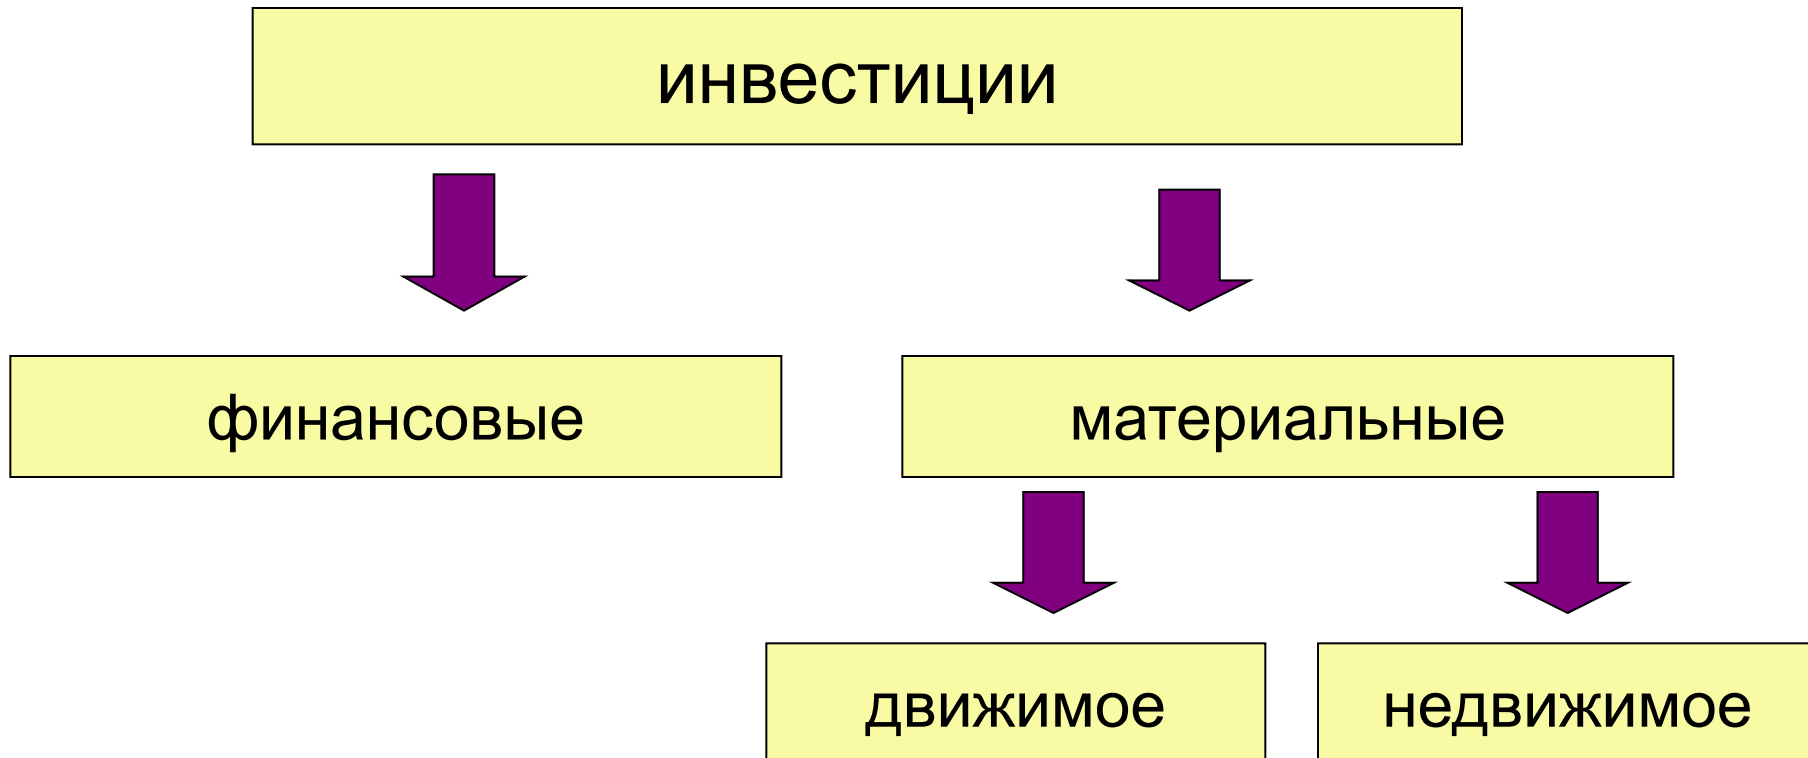 инвестиции
финансовые
материальные
движимое
недвижимое